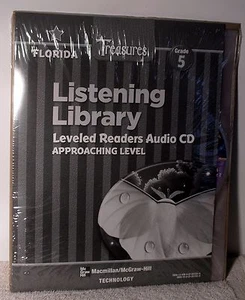 FLORIDA
Treasures
Grade
5
Listening
Library
Leveled Readers Audio CD
APPROACHING LEVEL
Macmillan/McGraw-Hill
TECHNOLOGY